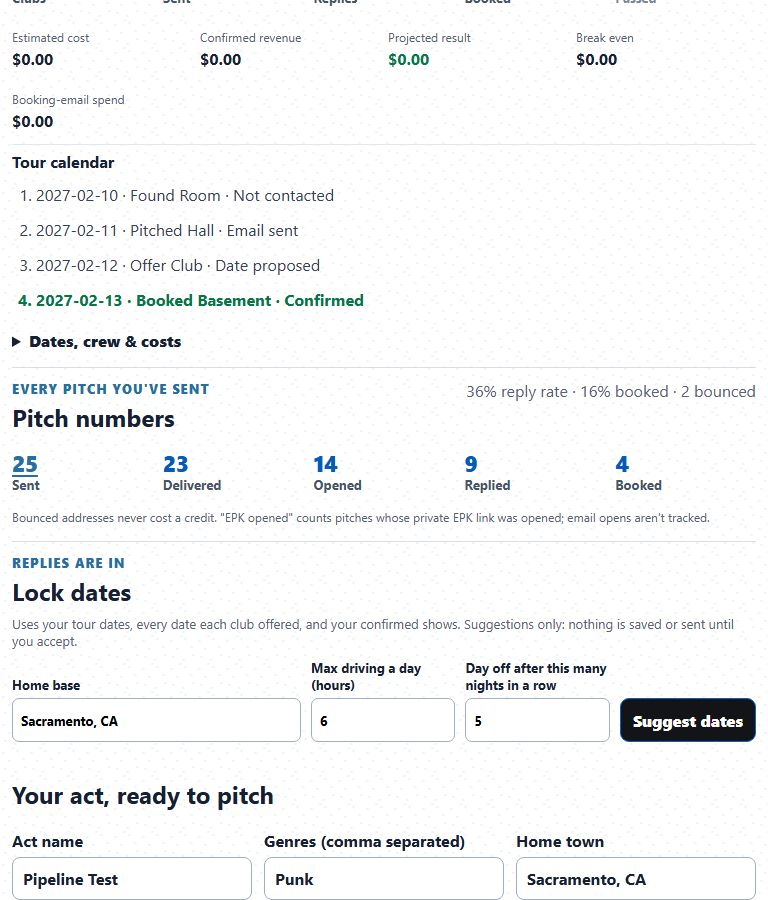 Clubs Sent Replies Booked Passed
Estimated cost Confirmed revenue Projected result Break even
$0.00 $0.00 $0.00 $0.00
Booking-email spend
$0.00
Tour calendar
1. 2027-02-10 · Found Room · Not contacted
2. 2027-02-11 · Pitched Hall · Email sent
3. 2027-02-12 · Offer Club · Date proposed
4. 2027-02-13 · Booked Basement · Confirmed
Dates, crew & costs
EVERY PITCH YOU'VE SENT
36% reply rate · 16% booked · 2 bounced
Pitch numbers
25 23 14 9 4
Sent Delivered Opened Replied Booked
Bounced addresses never cost a credit. "EPK opened" counts pitches whose private EPK link was opened; email opens aren't tracked.
REPLIES ARE IN
Lock dates
Uses your tour dates, every date each club offered, and your confirmed shows. Suggestions only: nothing is saved or sent until
you accept.
Max driving a day Day off after this many
Home base (hours) nights in a row
Sacramento, CA 6 5 Suggest dates
Your act, ready to pitch
Act name Genres (comma separated) Home town
Pipeline Test Punk Sacramento, CA